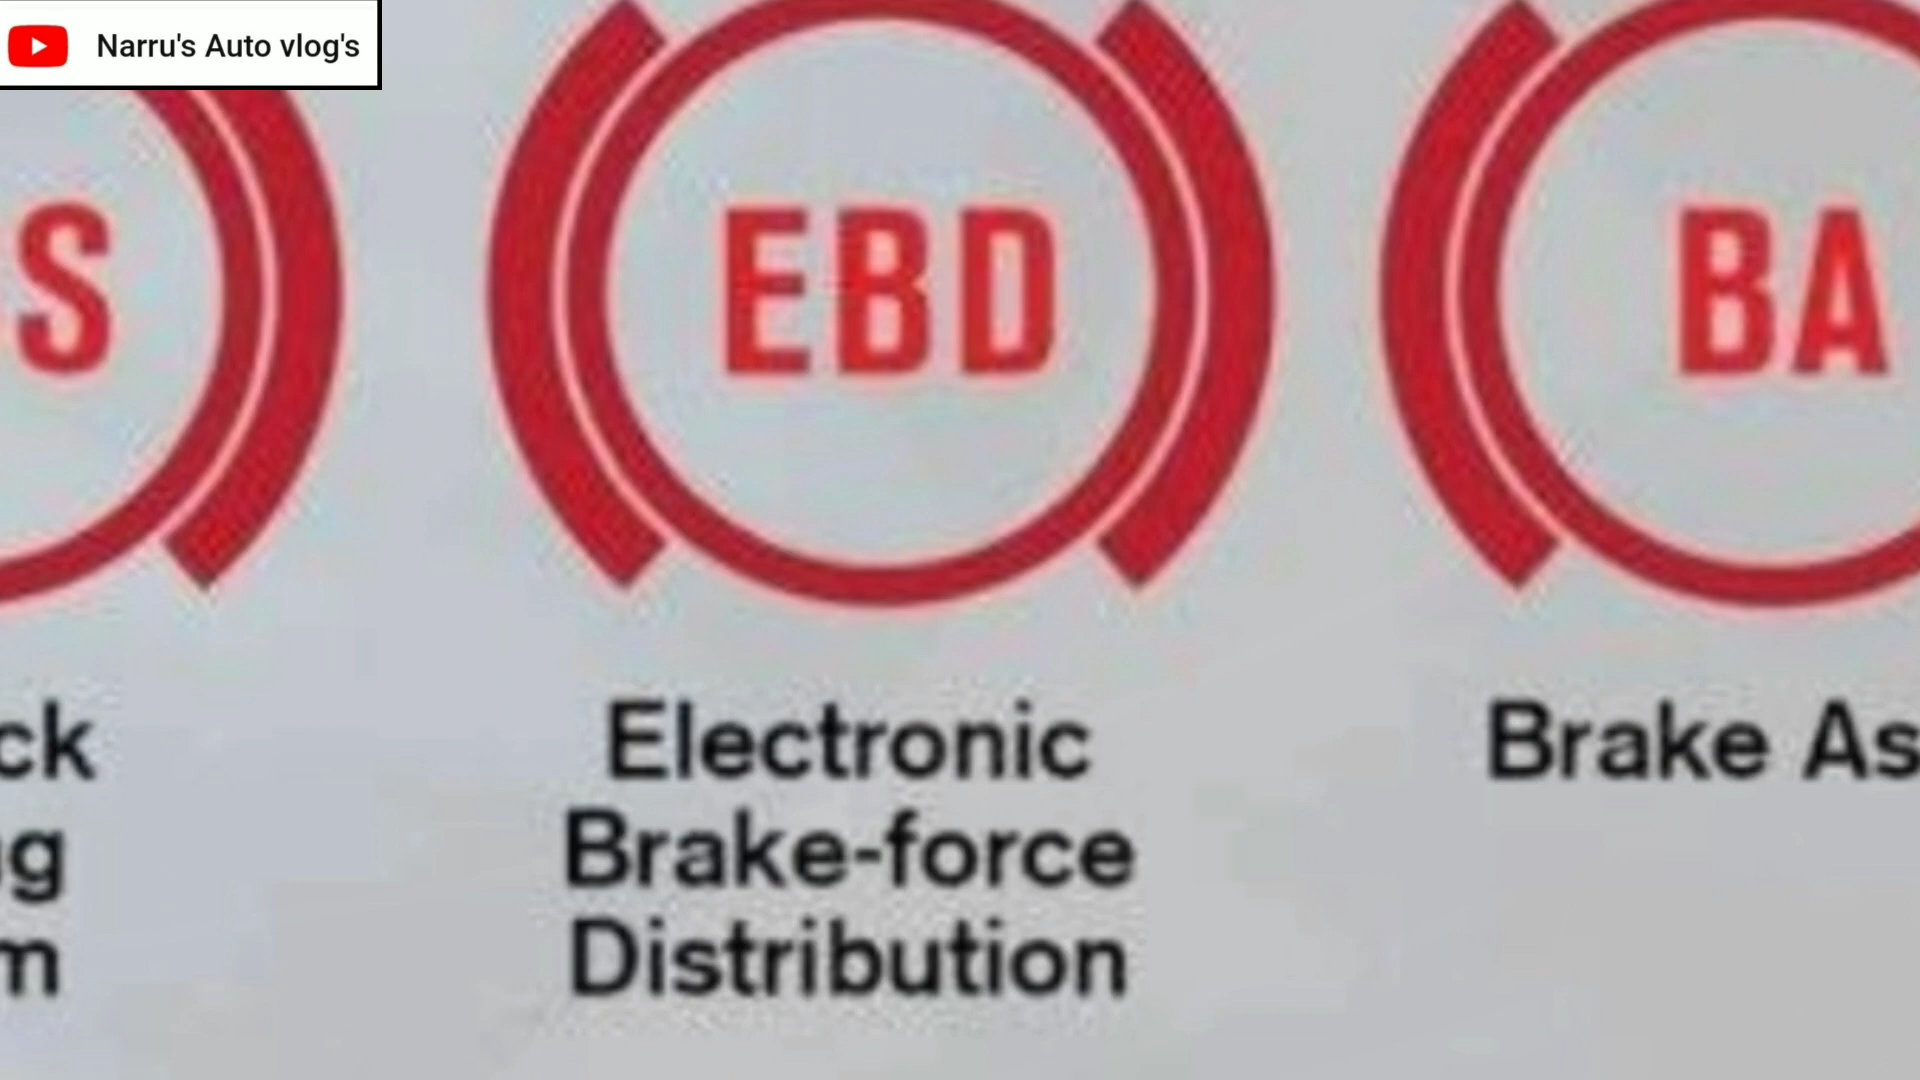 Narru's Auto vlog's
S
EBD
BA
ck
Electronic
Brake As
g
Brake-force
m
Distribution